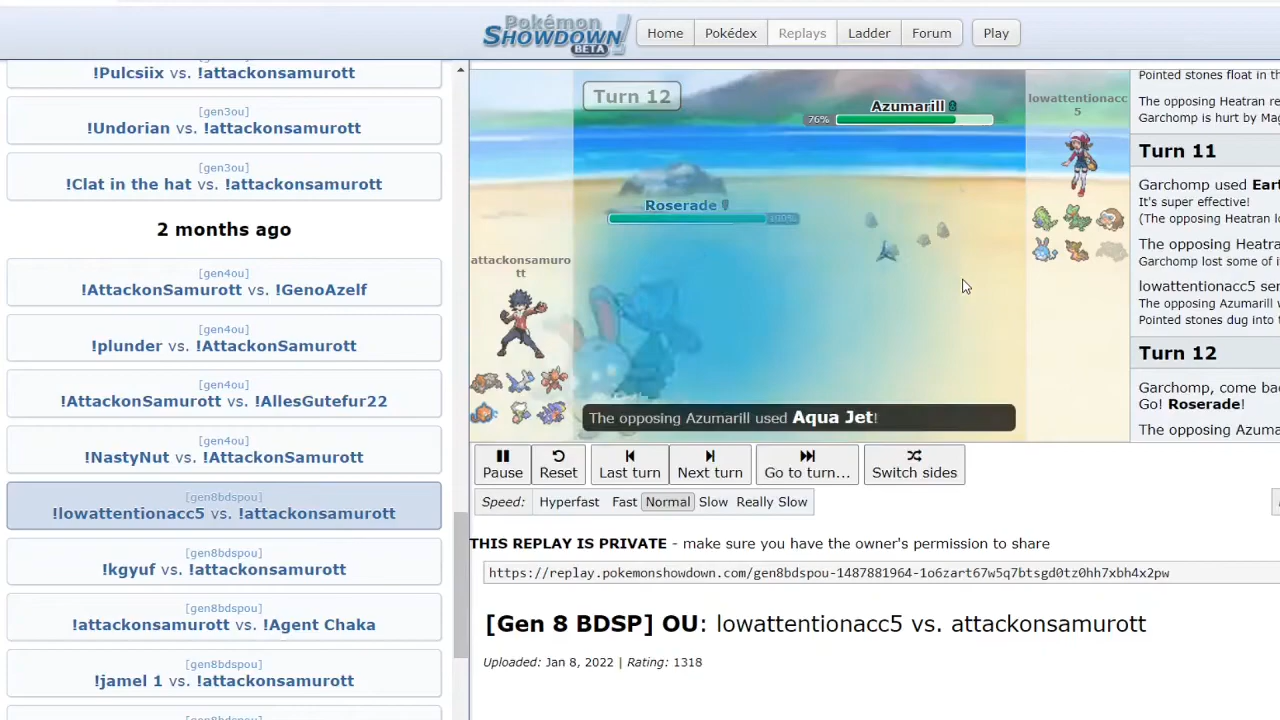 Pokémon
SHOWDOWN!
BETA
Home
Pokédex
Replays
Ladder
Forum
Play
!Pulcsiix vs. !attackonsamurott
[gen3ou]
!Undorian vs. !attackonsamurott
[gen3ou]
!Clat in the hat vs. !attackonsamurott
2 months ago
[gen4ou]
!AttackonSamurott vs. !GenoAzelf
[gen4ou]
!plunder vs. !AttackonSamurott
[gen4ou]
!AttackonSamurott vs. !AllesGutefur22
[gen4ou]
!NastyNut vs. !AttackonSamurott
[gen8bdspou]
!lowattentionacc5 vs. !attackonsamurott
[gen8bdspou]
!kgyuf vs. !attackonsamurott
[gen8bdspou]
!attackonsamurott vs. !Agent Chaka
[gen8bdspou]
!jamel 1 vs. !attackonsamurott
[gen8bdspou]
Turn 12
Azumarill
76%
lowattentionacc
5
Roserade
100%
attackonsamuro
tt
The opposing Azumarill used Aqua Jet!
Pointed stones float in th
The opposing Heatran re
Garchomp is hurt by Mag
Turn 11
Garchomp used Eart
It's super effective!
(The opposing Heatran lo
The opposing Heatra
Garchomp lost some of i
lowattentionacc5 sen
The opposing Azumarill w
Pointed stones dug into t
Turn 12
Garchomp, come bac
Go! Roserade!
The opposing Azuma
Pause
Reset
Last turn
Next turn
Go to turn...
Switch sides
Speed:
Hyperfast
Fast
Normal
Slow
Really Slow
THIS REPLAY IS PRIVATE - make sure you have the owner's permission to share
https://replay.pokemonshowdown.com/gen8bdspou-1487881964-1o6zart67w5q7btsgd0tz0hh7xbh4x2pw
[Gen 8 BDSP] OU: lowattentionacc5 vs. attackonsamurott
Uploaded: Jan 8, 2022 | Rating: 1318